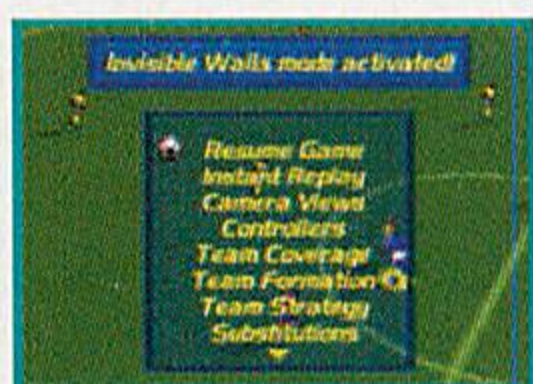 Invisible Walls mode activated!
Resume Game
Instant Replay
Camera Views
Controllers
Team Coverage
Team Formation
Team Strategy
Substitutions